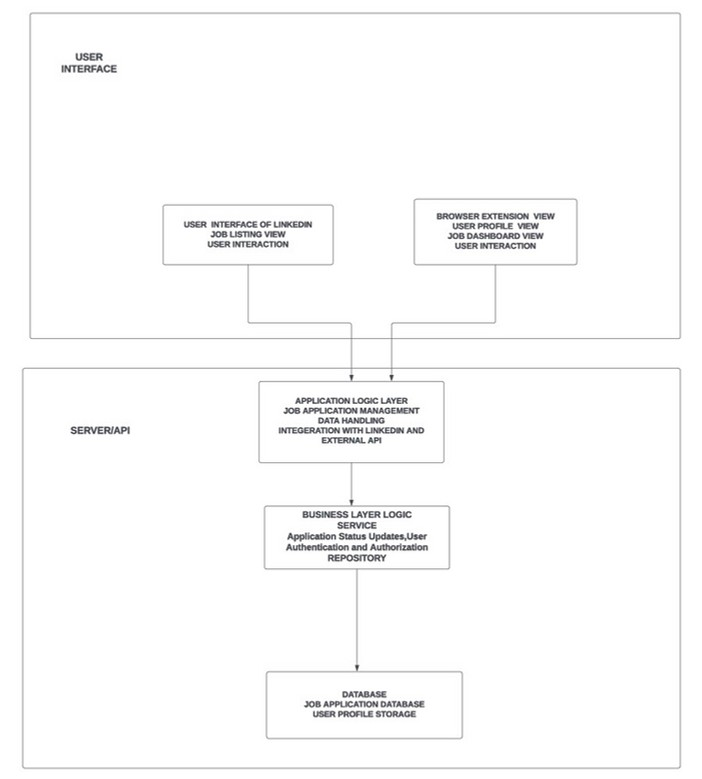 USER
INTERFACE
USER INTERFACE OF LINKEDIN
JOB LISTING VIEW
USER INTERACTION
BROWSER EXTENSION VIEW
USER PROFILE VIEW
JOB DASHBOARD VIEW
USER INTERACTION
SERVER/API
APPLICATION LOGIC LAYER
JOB APPLICATION MANAGEMENT
DATA HANDLING
INTEGERATION WITH LINKEDIN AND
EXTERNAL API
BUSINESS LAYER LOGIC
SERVICE
Application Status Updates,User
Authentication and Authorization
REPOSITORY
DATABASE
JOB APPLICATION DATABASE
USER PROFILE STORAGE